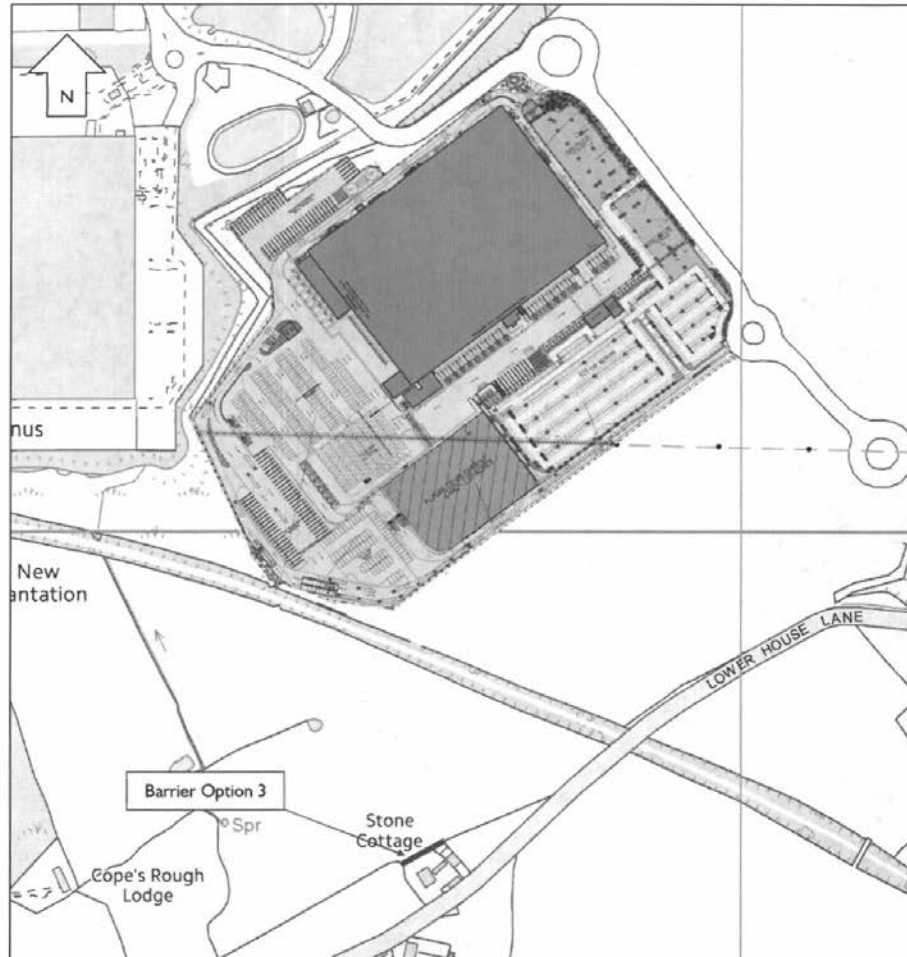 N
nus
New
antation
LOWER HOUSE LANE
Barrier Option 3
Spr
Stone
Cottage
Cope's Rough
Lodge